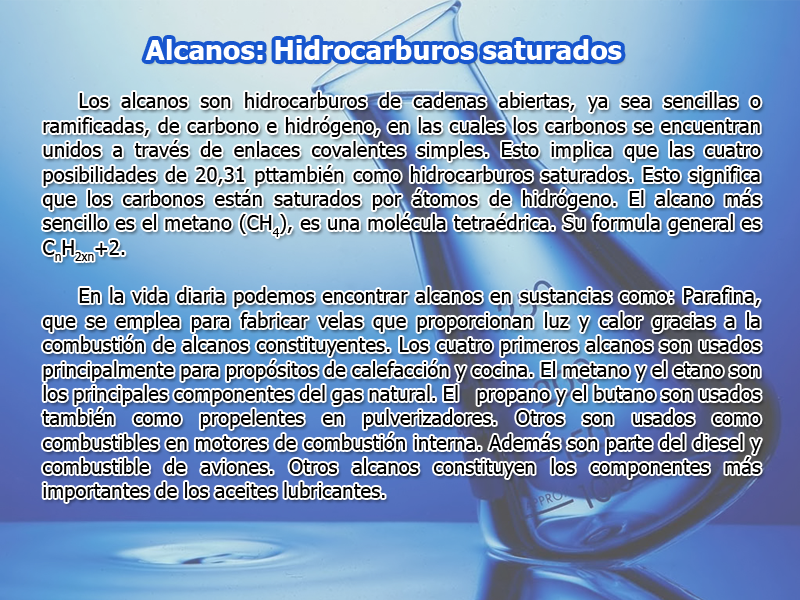 Alcanos: Hidrocarburos saturados
Los alcanos son hidrocarburos de cadenas abiertas, ya sea sencillas o
ramificadas, de carbono e hidrógeno, en las cuales los carbonos se encuentran
unidos a través de enlaces covalentes simples. Esto implica que las cuatro
posibilidades de 20,31 pttambién como hidrocarburos saturados. Esto significa
que los carbonos están saturados por átomos de hidrógeno. El alcano más
sencillo es el metano (CH4), es una molécula tetraédrica. Su formula general es
CnH2xn+2.
En la vida diaria podemos encontrar alcanos en sustancias como: Parafina,
que se emplea para fabricar velas que proporcionan luz y calor gracias a la
combustión de alcanos constituyentes. Los cuatro primeros alcanos son usados
principalmente para propósitos de calefacción y cocina. El metano y el etano son
los principales componentes del gas natural. El propano y el butano son usados
también como propelentes en pulverizadores. Otros son usados como
combustibles en motores de combustión interna. Además son parte del diesel y
combustible de aviones. Otros alcanos constituyen los componentes más
importantes de los aceites lubricantes.